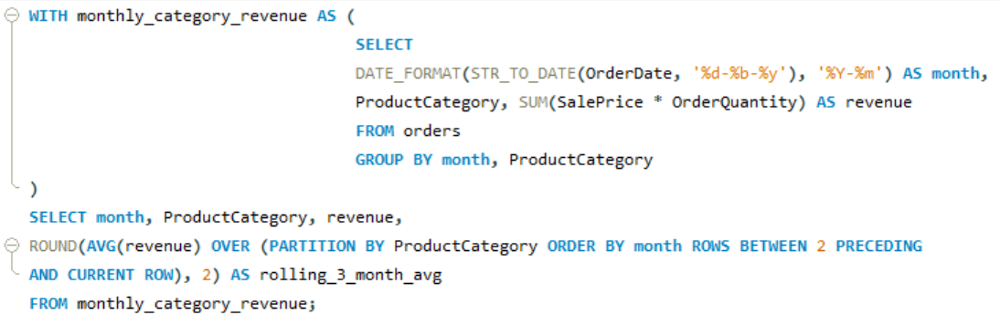 WITH monthly_category_revenue AS (
SELECT
DATE_FORMAT(STR_TO_DATE(OrderDate, '%d-%b-%y'), '%Y-%m') AS month,
ProductCategory, SUM(SalePrice * OrderQuantity) AS revenue
FROM orders
GROUP BY month, ProductCategory
)
SELECT month, ProductCategory, revenue,
ROUND(AVG(revenue) OVER (PARTITION BY ProductCategory ORDER BY month ROWS BETWEEN 2 PRECEDING
AND CURRENT ROW), 2) AS rolling_3_month_avg
FROM monthly_category_revenue;